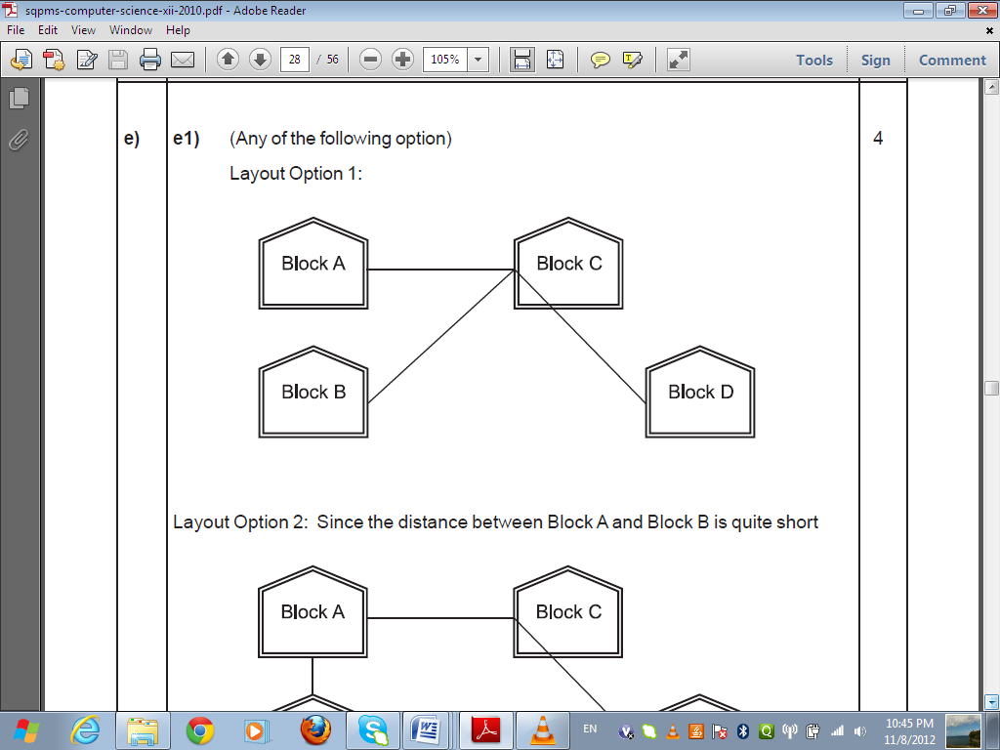 sqpms-computer-science-xii-2010.pdf - Adobe Reader
File Edit View Window Help
28 / 56 105% Tools Sign Comment
e) e1) (Any of the following option) 4
Layout Option 1:
Block A Block C
Block B Block D
Layout Option 2: Since the distance between Block A and Block B is quite short
Block A Block C
EN 10:45 PM
11/8/2012